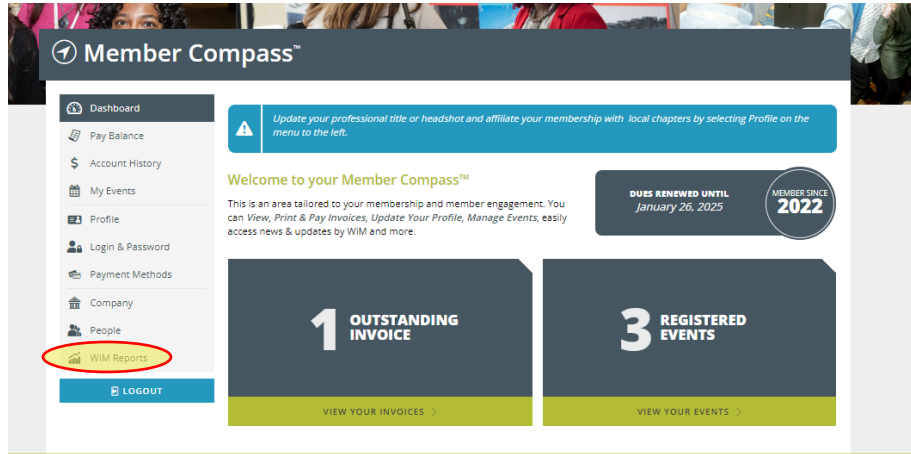 Member Compass™
Dashboard
Pay Balance
Account History
My Events
Profile
Login & Password
Payment Methods
Company
People
WiM Reports
LOGOUT
Update your professional title or headshot and affiliate your membership with local chapters by selecting Profile on the
menu to the left.
Welcome to your Member Compass™
This is an area tailored to your membership and member engagement. You
can View, Print & Pay Invoices, Update Your Profile, Manage Events, easily
access news & updates by WiM and more.
DUES RENEWED UNTIL
January 26, 2025
MEMBER SINCE
2022
1 OUTSTANDING
INVOICE
VIEW YOUR INVOICES >
3 REGISTERED
EVENTS
VIEW YOUR EVENTS >